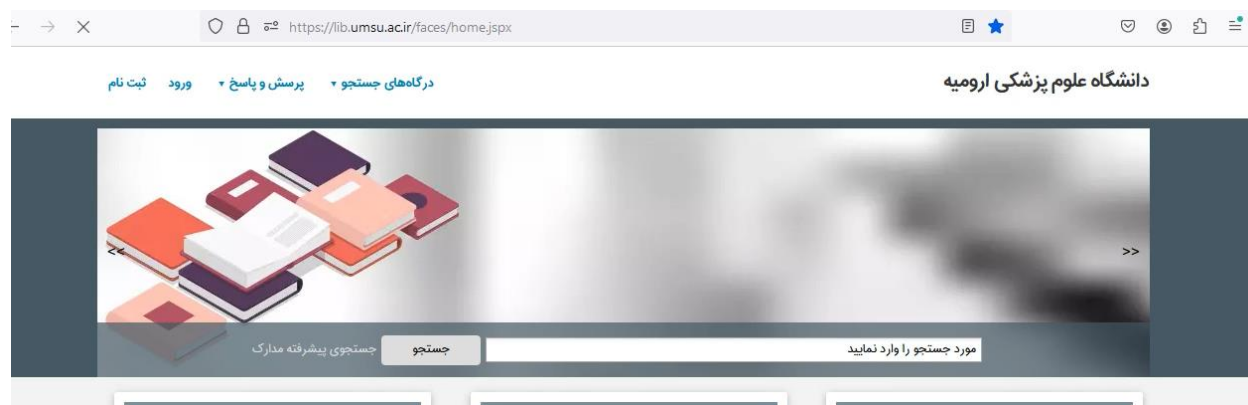 https://lib.umsu.ac.ir/faces/home.jspx
دانشگاه علوم پزشکی ارومیه
درگاه‌های جستجو ▾ پرسش و پاسخ ▾ ورود ثبت نام
<< >>
مورد جستجو را وارد نمایید جستجو جستجوی پیشرفته مدارک